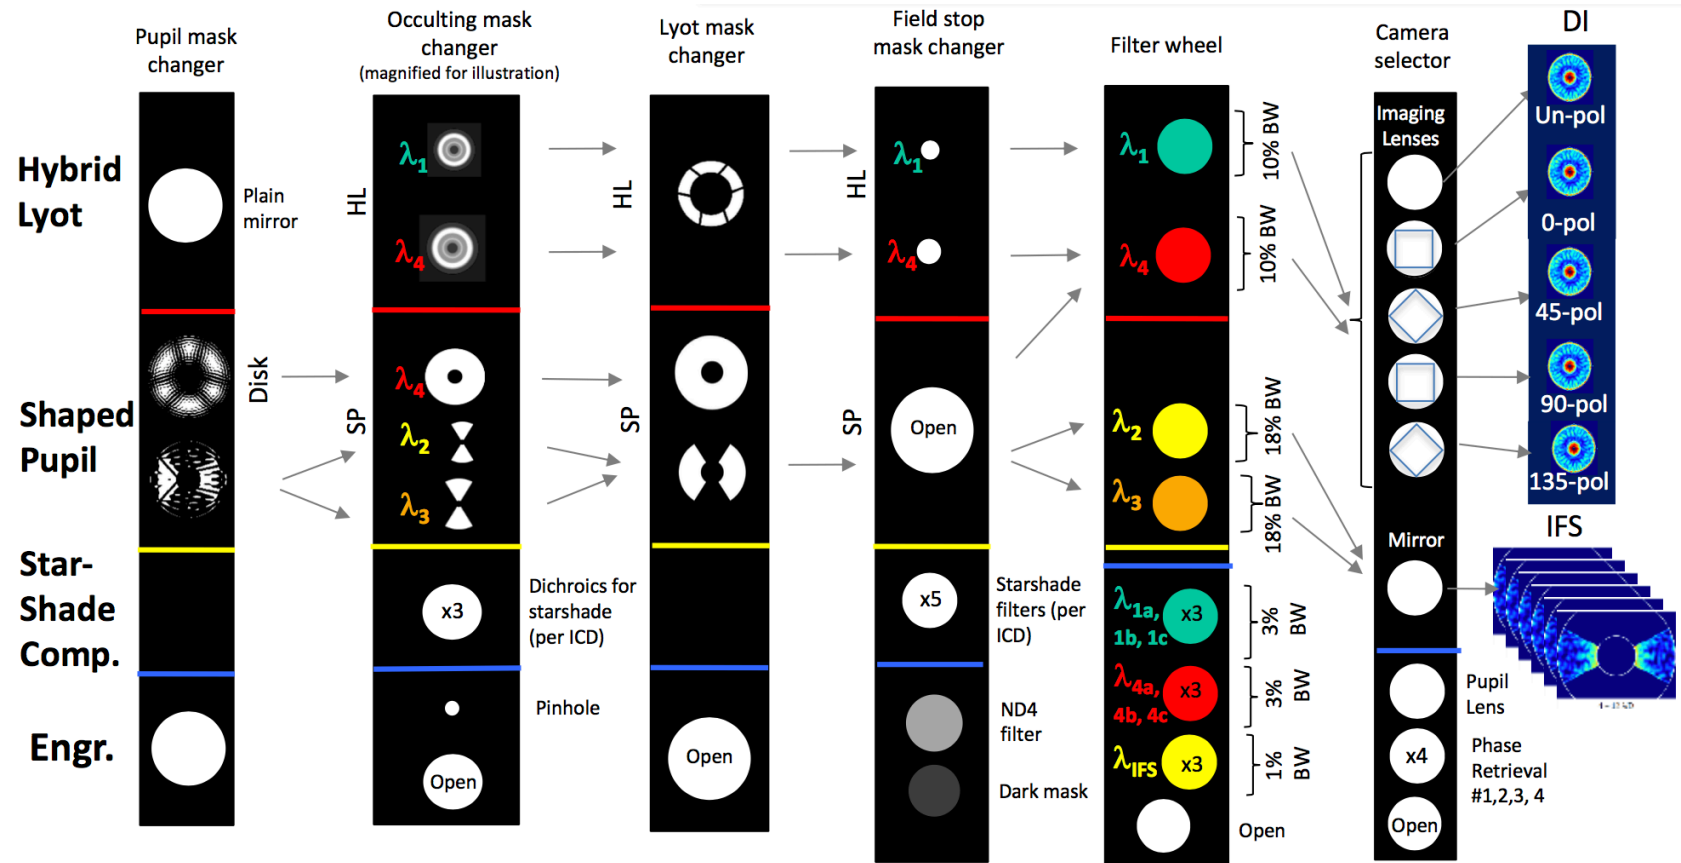 Pupil mask
changer
Occulting mask
changer
(magnified for illustration)
Lyot mask
changer
Field stop
mask changer
Filter wheel
Camera
selector
DI
Hybrid
Lyot
Plain
mirror
HL
λ1
λ4
HL
HL
λ1
λ4
λ1
10% BW
λ4
10% BW
Imaging
Lenses
Un-pol
0-pol
45-pol
90-pol
135-pol
Shaped
Pupil
Disk
SP
λ4
λ2
λ3
SP
SP
Open
λ2
18% BW
λ3
18% BW
Mirror
IFS
Star-
Shade
Comp.
x3
Dichroics for
starshade
(per ICD)
x5
Starshade
filters (per
ICD)
λ1a,
1b, 1c
x3
3%
BW
λ4a,
4b, 4c
x3
3%
BW
λIFS
x3
1%
BW
Open
Engr.
Pinhole
Open
Open
ND4
filter
Dark mask
Pupil
Lens
x4
Phase
Retrieval
#1,2,3, 4
Open